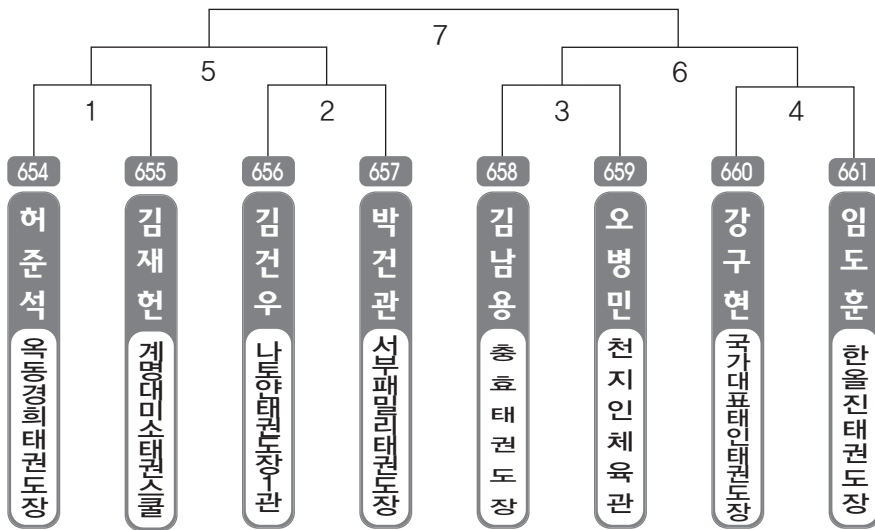 7
5
6
1
2
3
4
654
655
656
657
658
659
660
661
허준석
김재헌
김건우
박건관
김남용
오병민
강구현
임도훈
옥동경희태권도장
계명대미소태권스쿨
나토얀태권도장1관
서부패밀리태권도장
충효태권도장
천지인체육관
국가대표태인태권도장
한올진태권도장